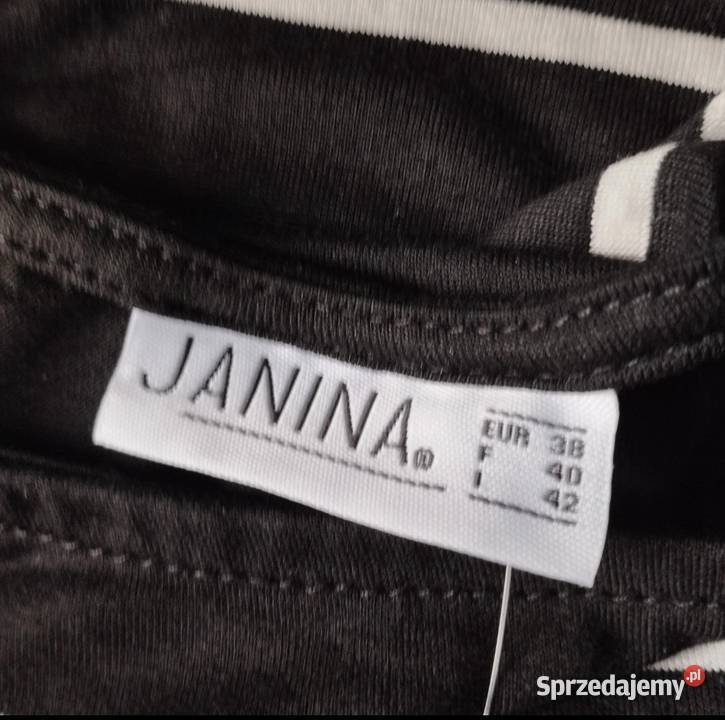 JANINA®
EUR 38
F 40
I 42
Sprzedajemy.pl